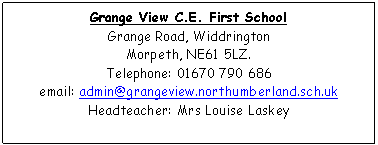 Grange View C.E. First School
Grange Road, Widdrington
Morpeth, NE61 5LZ.
Telephone: 01670 790 686
email: admin@grangeview.northumberland.sch.uk
Headteacher: Mrs Louise Laskey